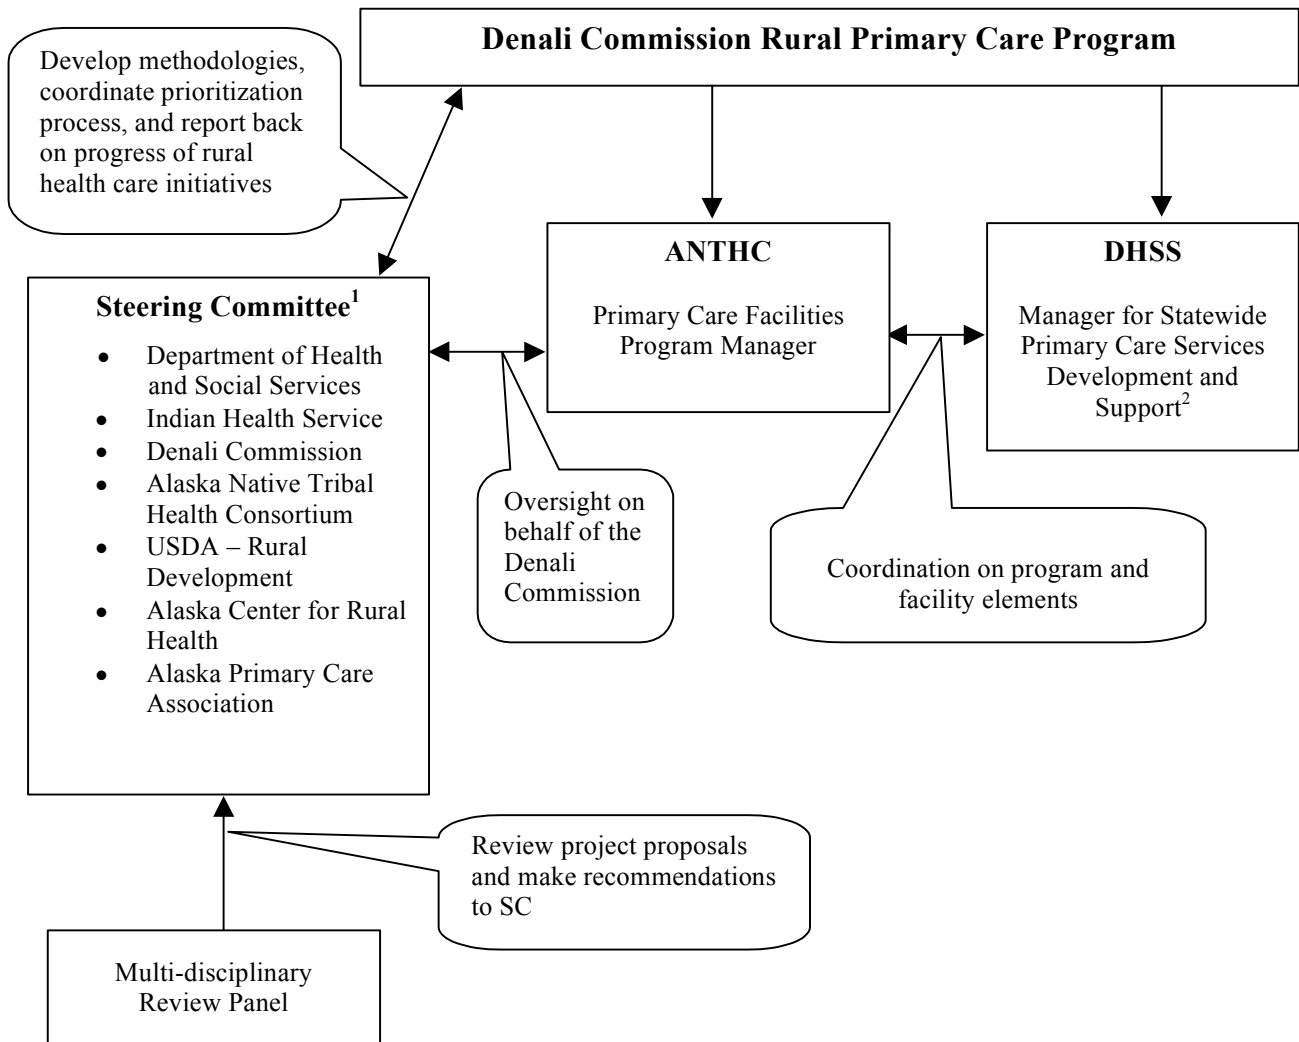 Denali Commission Rural Primary Care Program
Develop methodologies,
coordinate prioritization
process, and report back
on progress of rural
health care initiatives
ANTHC
Primary Care Facilities
Program Manager
DHSS
Manager for Statewide
Primary Care Services
Development and
Support²
Steering Committee¹
• Department of Health
and Social Services
• Indian Health Service
• Denali Commission
• Alaska Native Tribal
Health Consortium
• USDA – Rural
Development
• Alaska Center for Rural
Health
• Alaska Primary Care
Association
Oversight on
behalf of the
Denali
Commission
Coordination on program and
facility elements
Review project proposals
and make recommendations
to SC
Multi-disciplinary
Review Panel